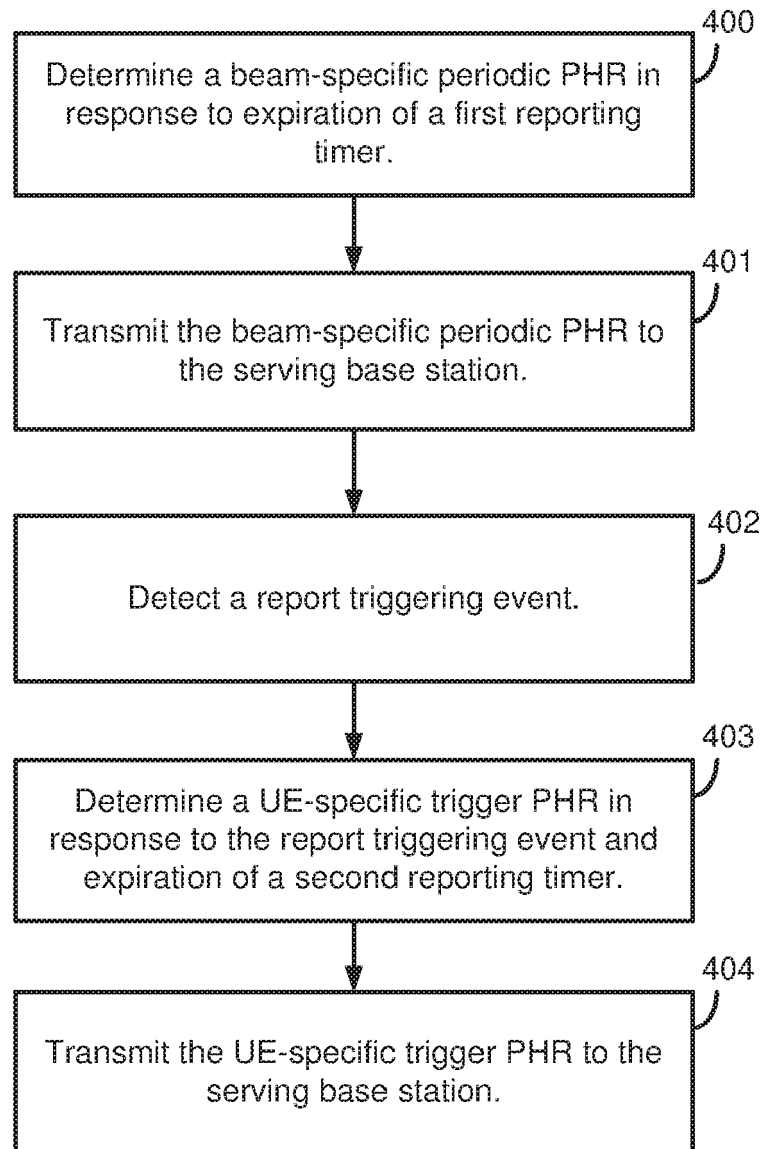 400
Determine a beam-specific periodic PHR in
response to expiration of a first reporting
timer.
401
Transmit the beam-specific periodic PHR to
the serving base station.
402
Detect a report triggering event.
403
Determine a UE-specific trigger PHR in
response to the report triggering event and
expiration of a second reporting timer.
404
Transmit the UE-specific trigger PHR to the
serving base station.